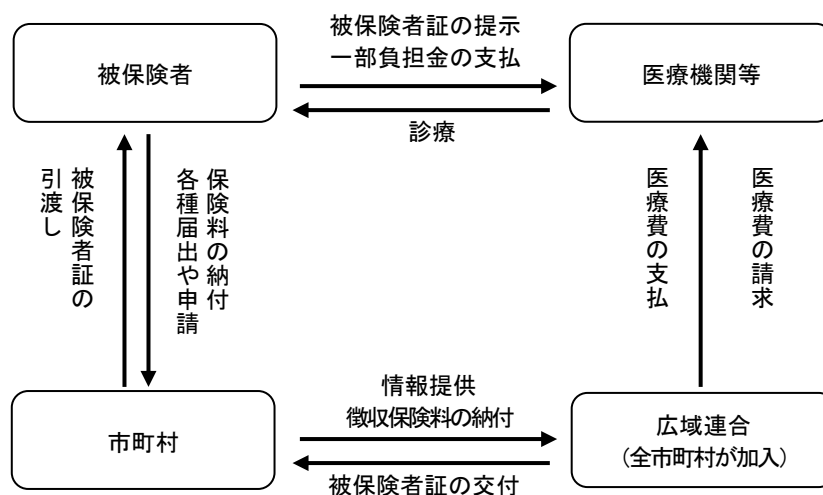 被保険者証の提示
一部負担金の支払
被保険者
医療機関等
診療
被保険者証の
引渡し
保険料の納付
各種届出や申請
医療費の支払
医療費の請求
情報提供
徴収保険料の納付
市町村
広域連合
(全市町村が加入)
被保険者証の交付